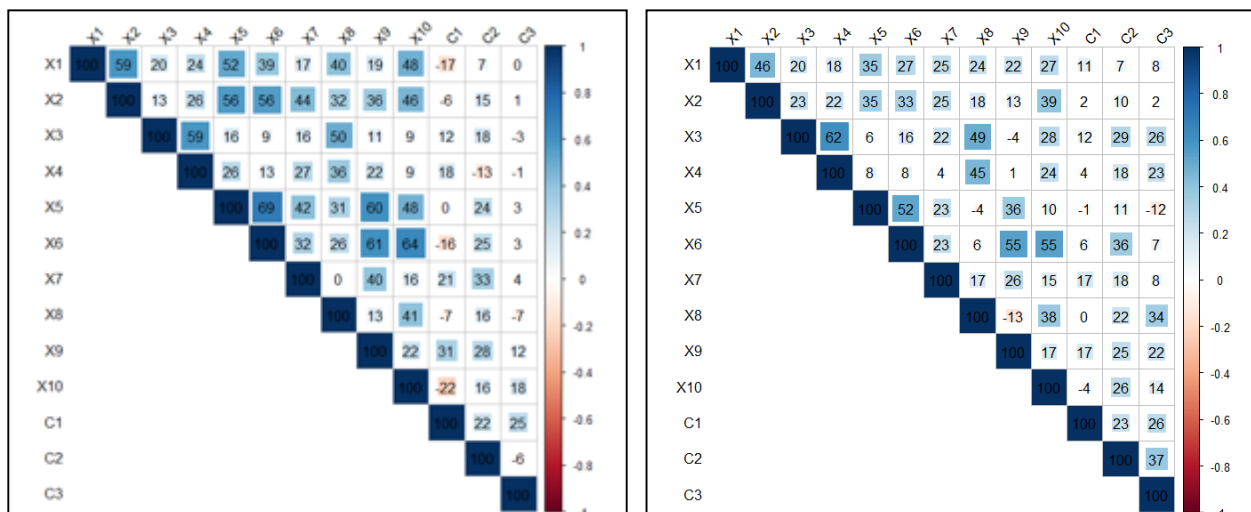 X1 X2 X3 X4 X5 X6 X7 X8 X9 X10 C1 C2 C3
X1 100 59 20 24 52 39 17 40 19 48 -17 7 0
X2 100 13 26 56 56 44 32 36 46 -6 15 1
X3 100 59 16 9 16 50 11 9 12 18 -3
X4 100 26 13 27 36 22 9 18 -13 -1
X5 100 69 42 31 60 48 0 24 3
X6 100 32 26 61 64 -16 25 3
X7 100 0 40 16 21 33 4
X8 100 13 41 -7 16 -7
X9 100 22 31 28 12
X10 100 -22 16 18
C1 100 22 25
C2 100 -6
C3 100
1
0.8
0.6
0.4
0.2
0
-0.2
-0.4
-0.6
-0.8
-1
X1 X2 X3 X4 X5 X6 X7 X8 X9 X10 C1 C2 C3
X1 100 46 20 18 35 27 25 24 22 27 11 7 8
X2 100 23 22 35 33 25 18 13 39 2 10 2
X3 100 62 6 16 22 49 -4 28 12 29 26
X4 100 8 8 4 45 1 24 4 18 23
X5 100 52 23 -4 36 10 -1 11 -12
X6 100 23 6 55 55 6 36 7
X7 100 17 26 15 17 18 8
X8 100 -13 38 0 22 34
X9 100 17 17 25 22
X10 100 -4 26 14
C1 100 23 26
C2 100 37
C3 100
1
0.8
0.6
0.4
0.2
0
-0.2
-0.4
-0.6
-0.8
-1